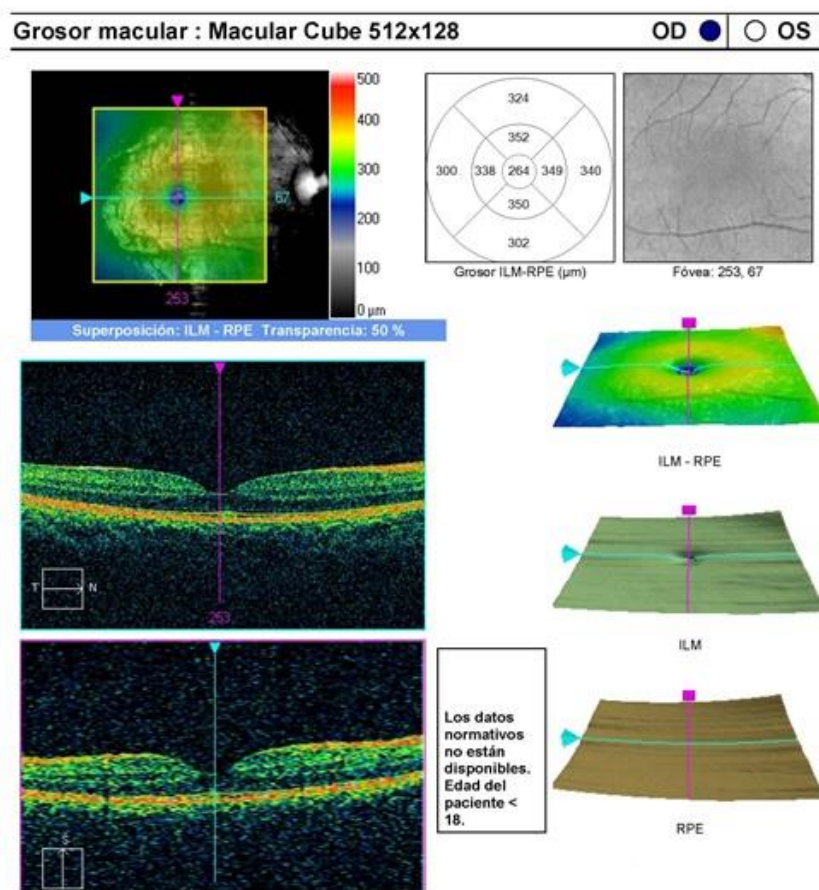 Grosor macular : Macular Cube 512x128
OD
OS
500
400
300
200
100
0 µm
67
253
Superposición: ILM - RPE Transparencia: 50 %
324
352
300
338
264
349
340
350
302
Grosor ILM-RPE (µm)
Fóvea: 253, 67
ILM - RPE
T
N
253
ILM
S
Los datos
normativos
no están
disponibles.
Edad del
paciente <
18.
RPE